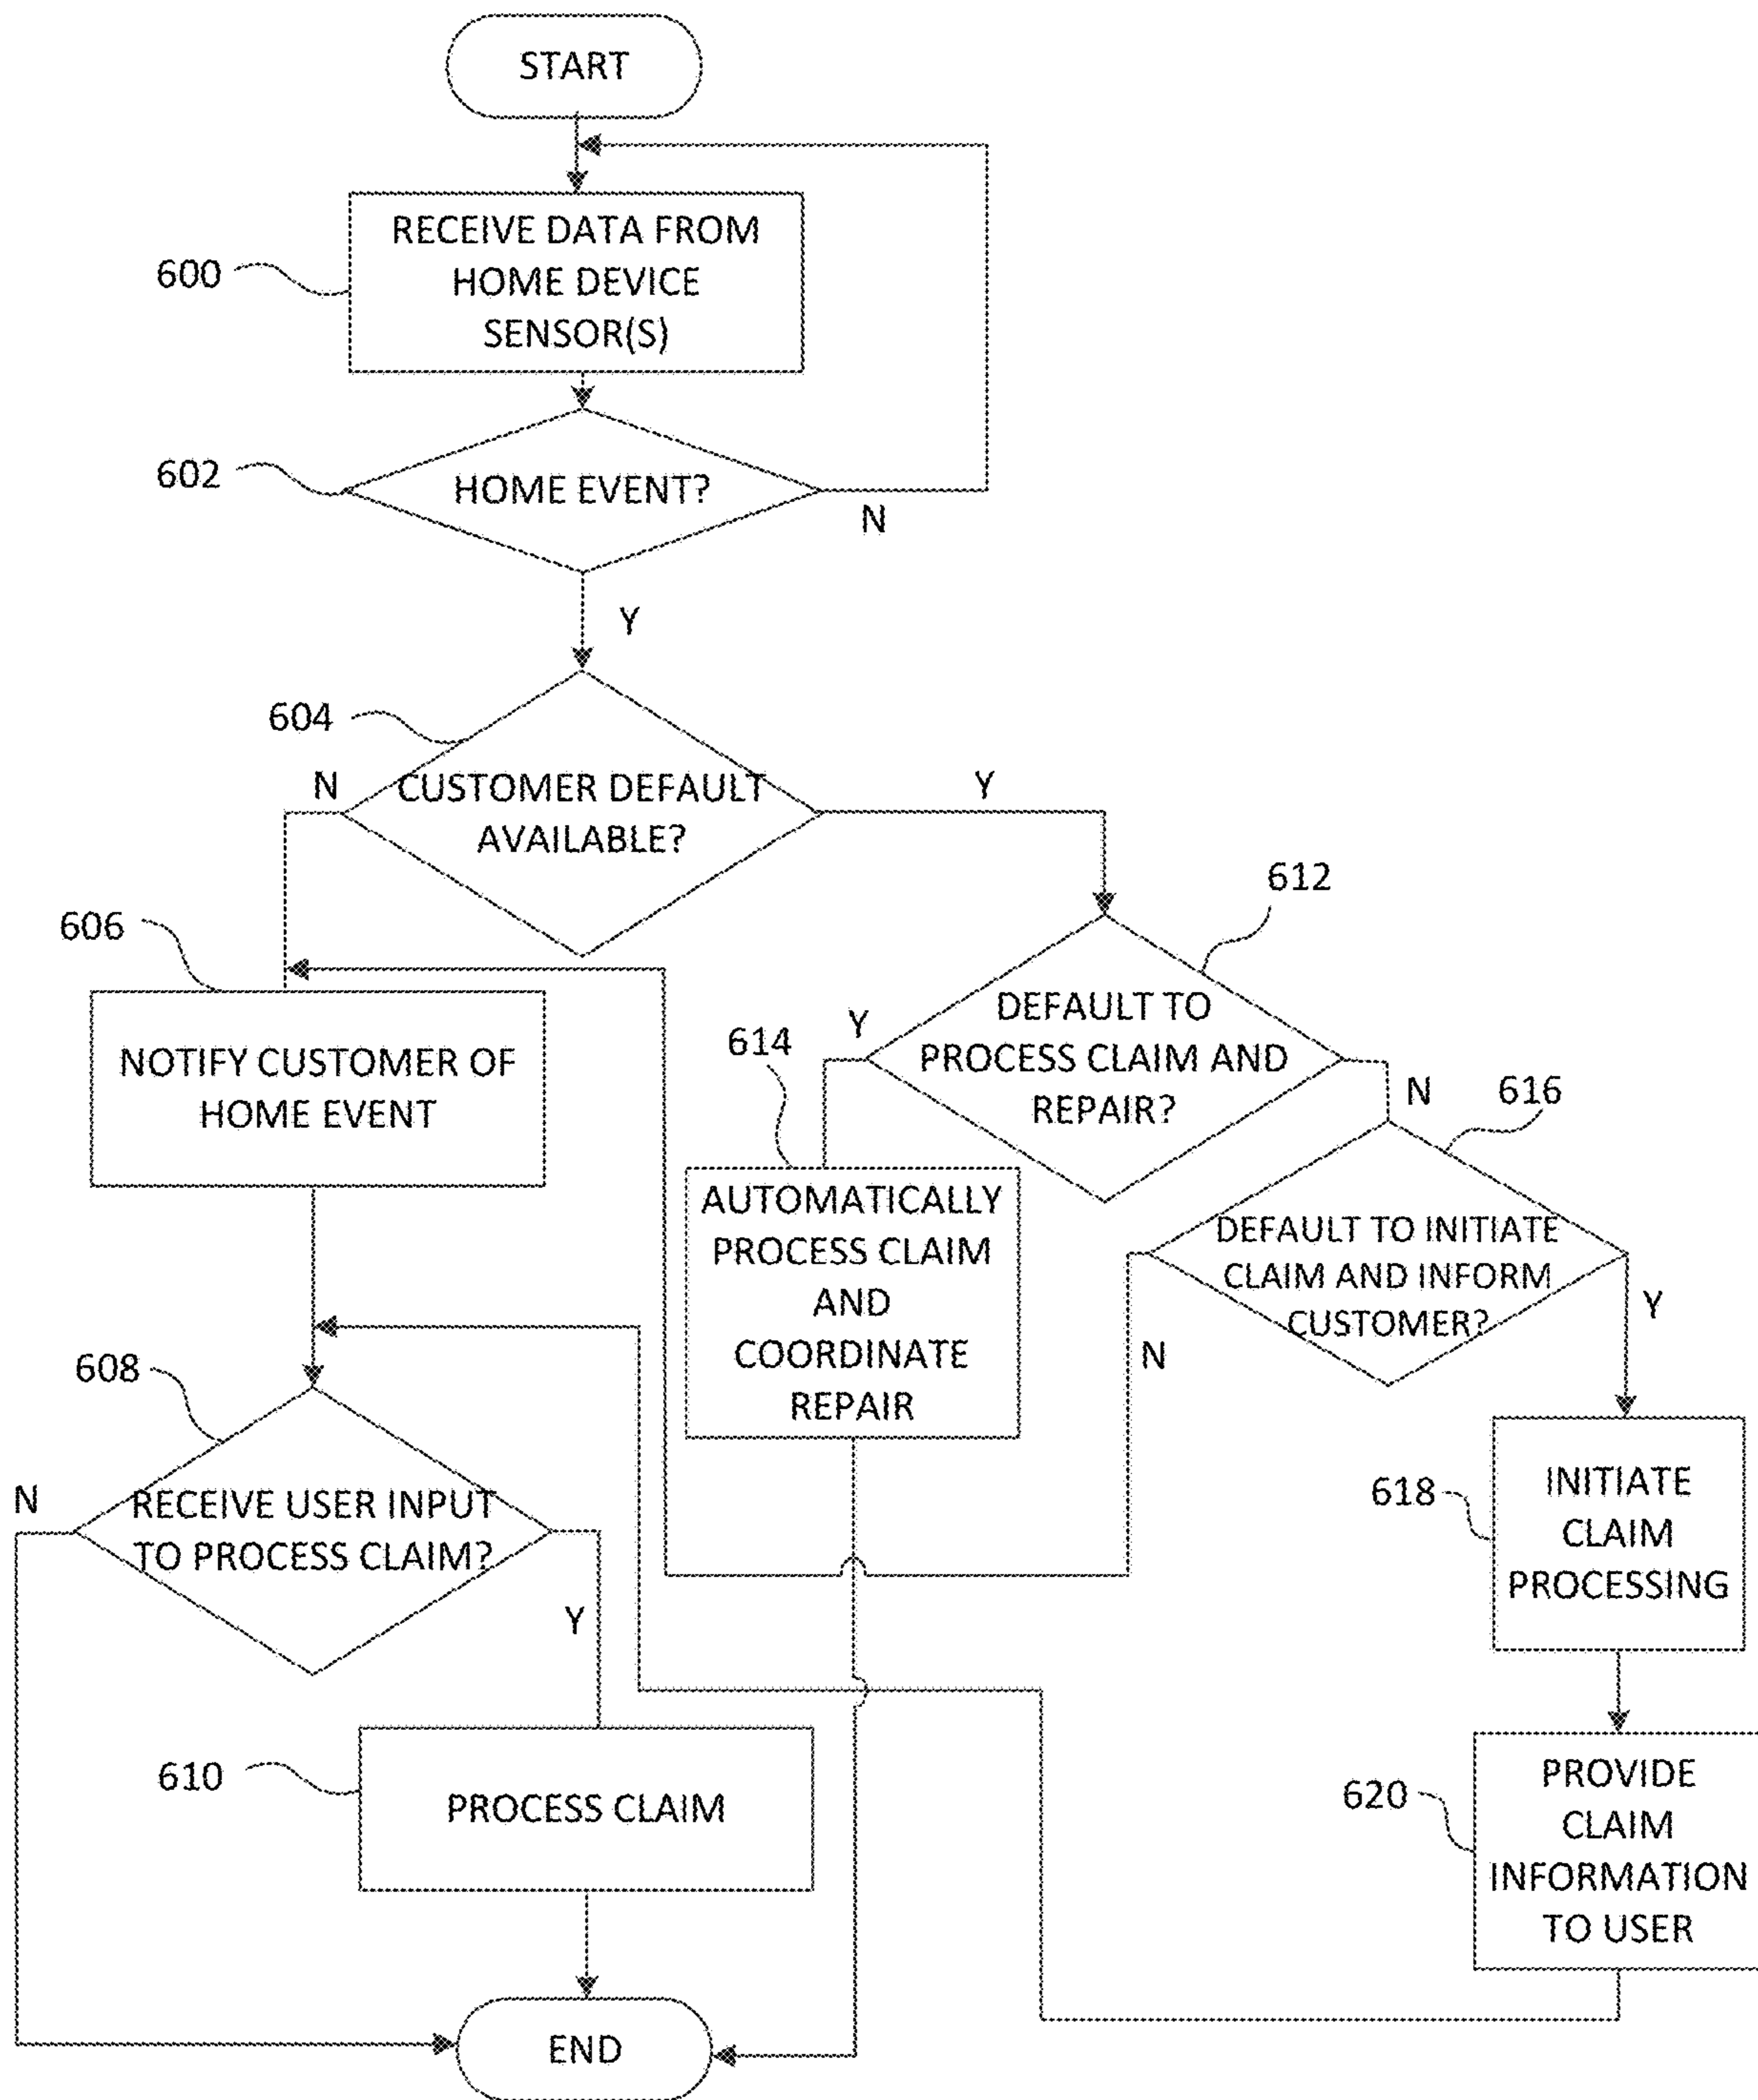 START
RECEIVE DATA FROM
HOME DEVICE
SENSOR(S)
600
602
HOME EVENT?
N
Y
604
N
CUSTOMER DEFAULT
AVAILABLE?
Y
612
606
NOTIFY CUSTOMER OF
HOME EVENT
DEFAULT TO
PROCESS CLAIM AND
REPAIR?
Y
614
N
616
AUTOMATICALLY
PROCESS CLAIM
AND
COORDINATE
REPAIR
DEFAULT TO INITIATE
CLAIM AND INFORM
CUSTOMER?
Y
N
608
N
RECEIVE USER INPUT
TO PROCESS CLAIM?
Y
618
INITIATE
CLAIM
PROCESSING
610
PROCESS CLAIM
620
PROVIDE
CLAIM
INFORMATION
TO USER
END